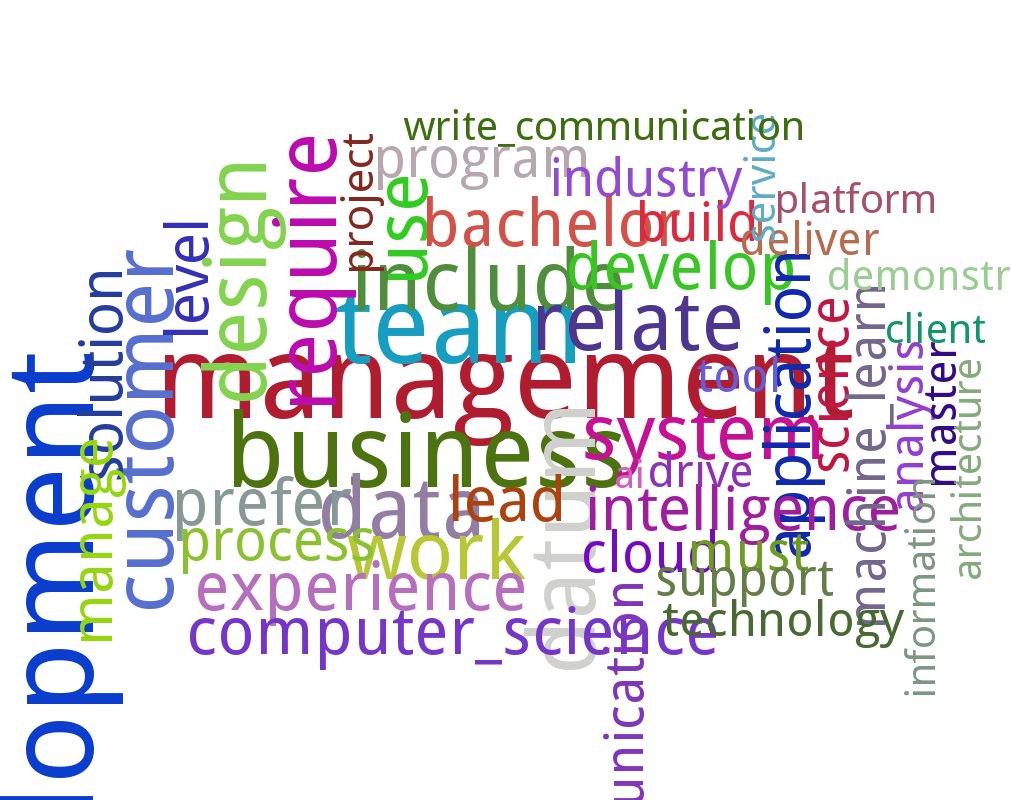 write_communication
program
project
require
service
industry
design
use
platform
bachelor
build
level
deliver
develop
include
customer
application
demonstr
solution
team
relate
machine_learn
science
client
analysis
master
management
tool
lopment
architecture
business
system
datum
manage
drive
ai
prefer
data
lead
intelligence
information
work
process
cloud
must
experience
support
unication
technology
computer_science